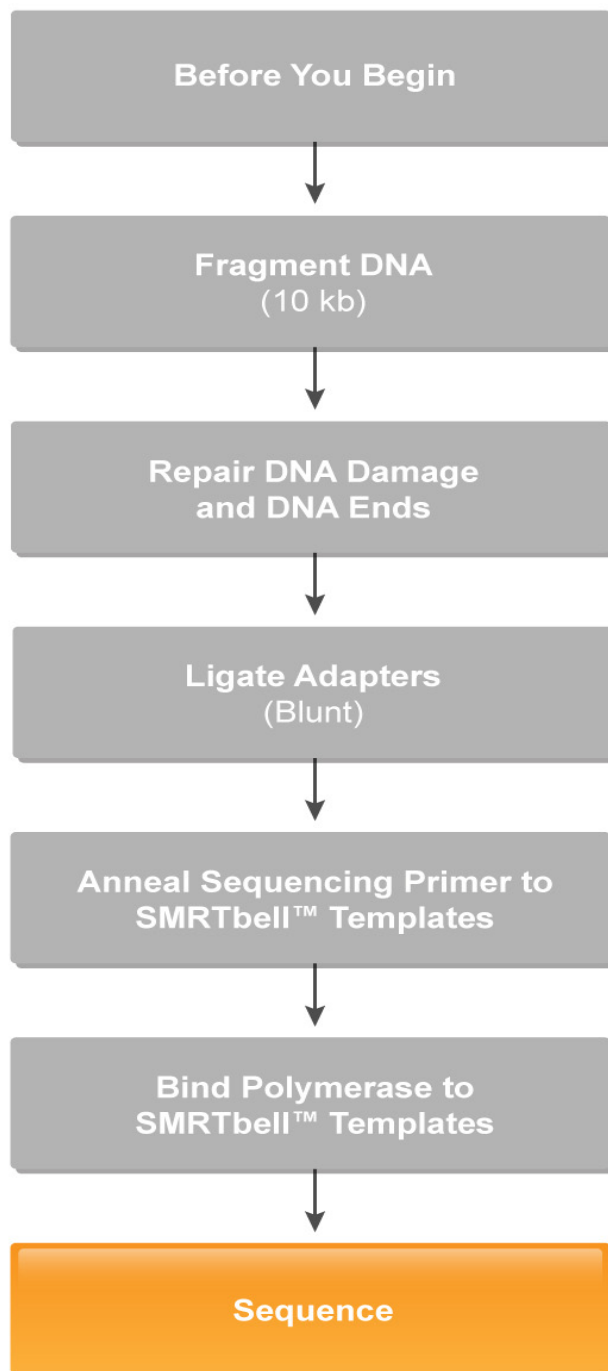 Before You Begin
Fragment DNA
(10 kb)
Repair DNA Damage
and DNA Ends
Ligate Adapters
(Blunt)
Anneal Sequencing Primer to
SMRTbell™ Templates
Bind Polymerase to
SMRTbell™ Templates
Sequence